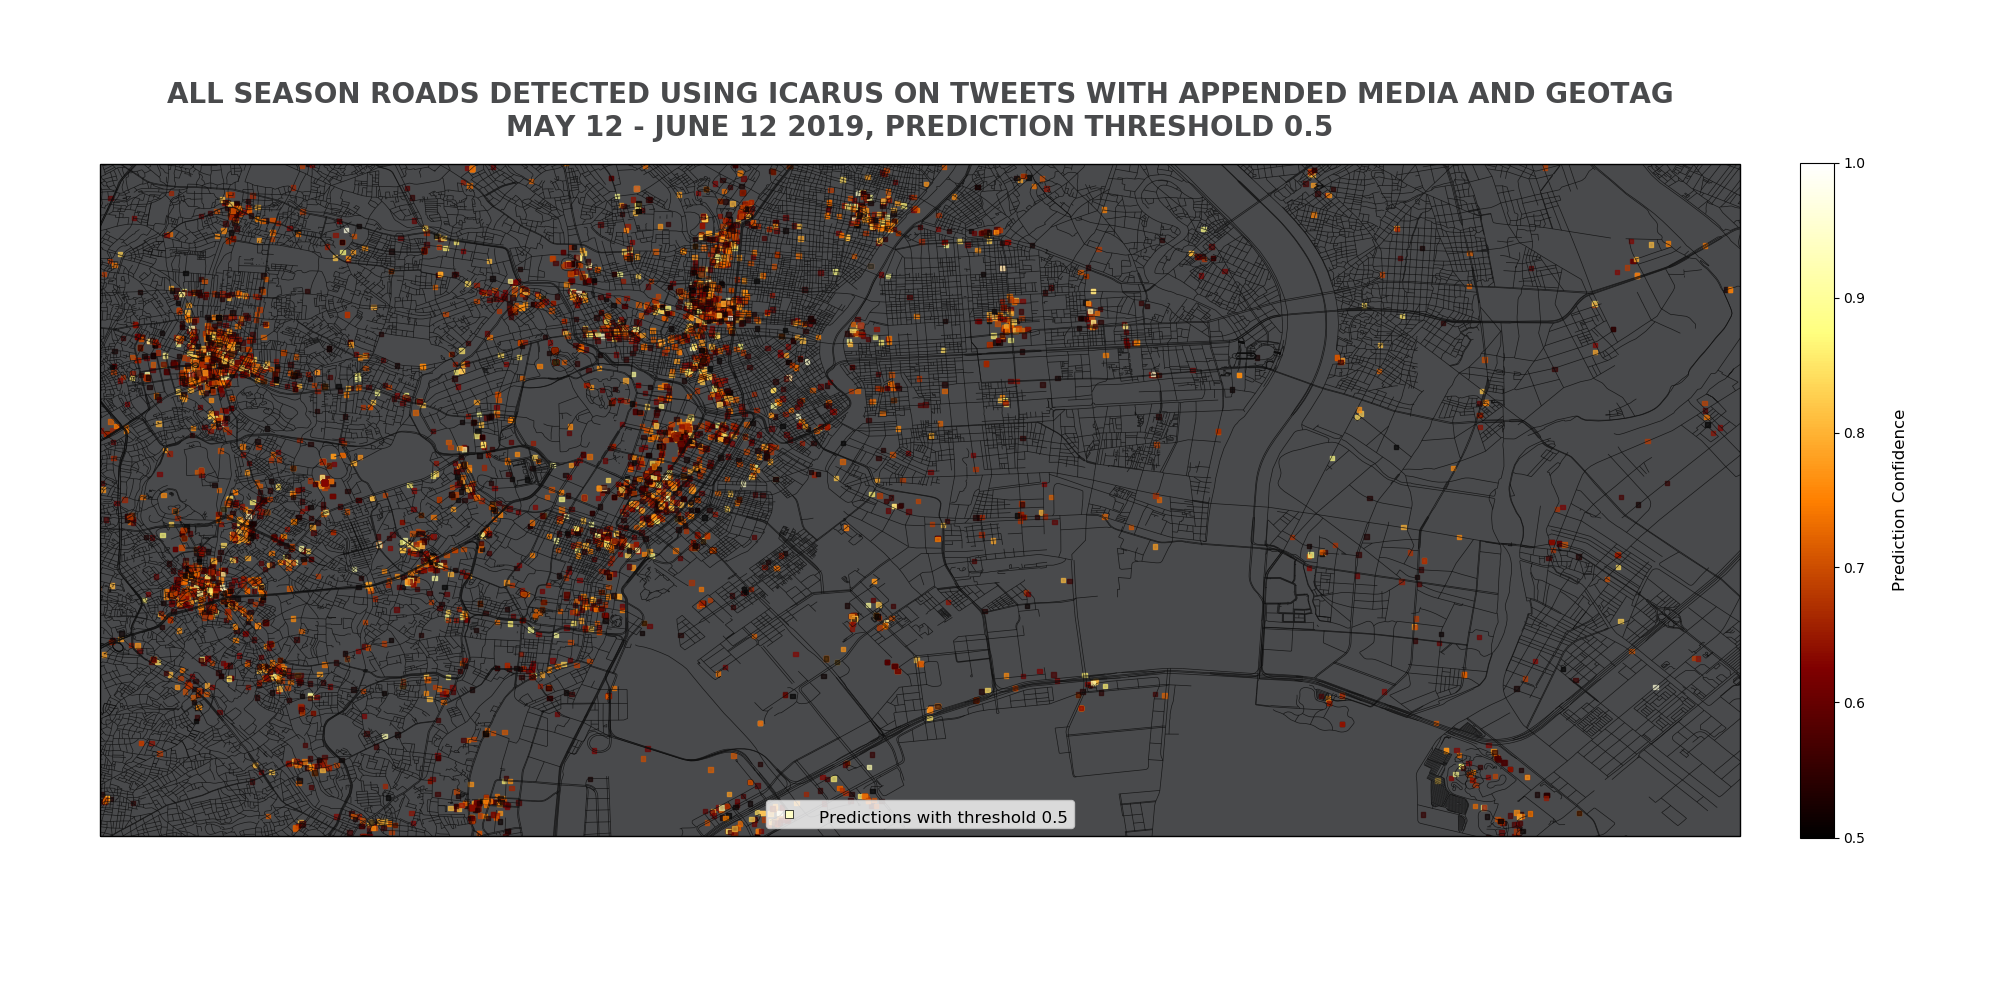 ALL SEASON ROADS DETECTED USING ICARUS ON TWEETS WITH APPENDED MEDIA AND GEOTAG
MAY 12 - JUNE 12 2019, PREDICTION THRESHOLD 0.5
1.0
0.9
0.8
0.7
0.6
0.5
Prediction Confidence
Predictions with threshold 0.5